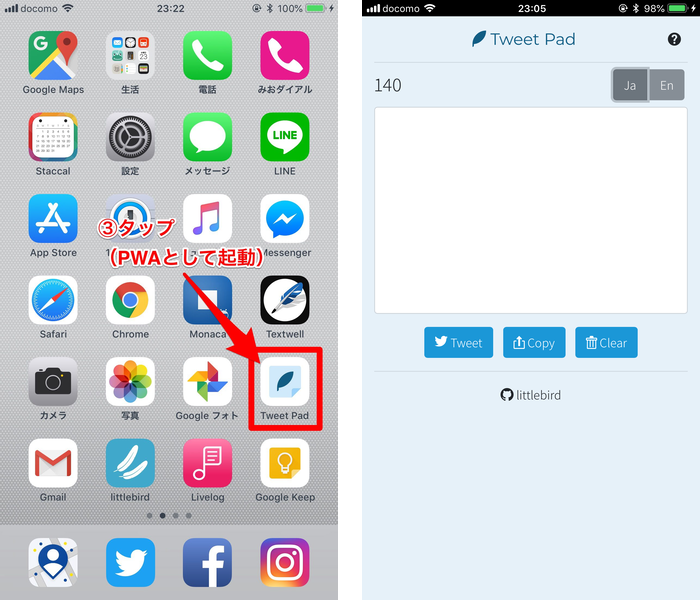 docomo 23:22 100%
Google Maps 生活 電話 みおダイアル
Staccal 設定 メッセージ LINE
LINE
③タップ
（PWAとして起動）
App Store Messenger
Safari Chrome Monaca Textwell
カメラ 写真 Google フォト Tweet Pad
Gmail littlebird Livelog Google Keep
docomo 23:05 98%
Tweet Pad
140 Ja En
Tweet Copy Clear
littlebird